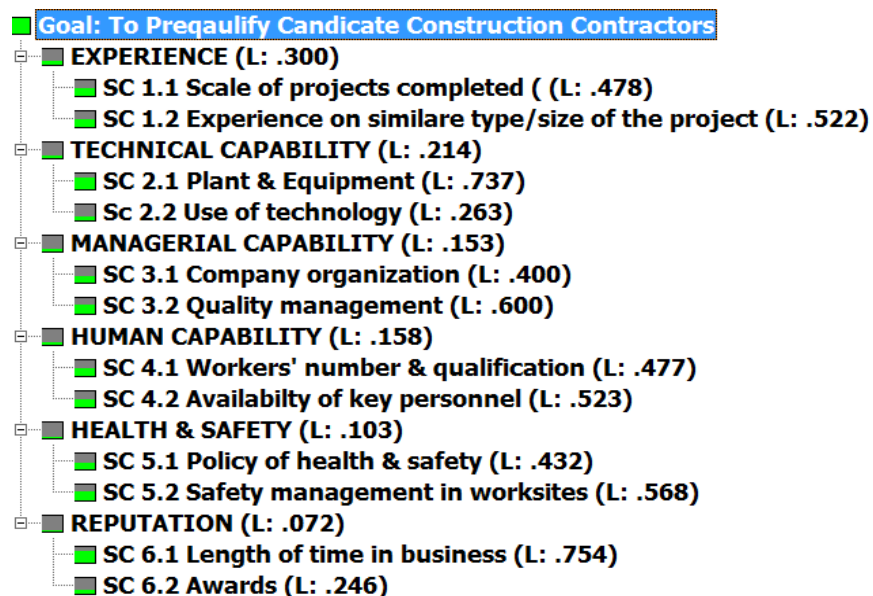 Goal: To Preqaulify Candicate Construction Contractors
EXPERIENCE (L: .300)
SC 1.1 Scale of projects completed ( (L: .478)
SC 1.2 Experience on similare type/size of the project (L: .522)
TECHNICAL CAPABILITY (L: .214)
SC 2.1 Plant & Equipment (L: .737)
Sc 2.2 Use of technology (L: .263)
MANAGERIAL CAPABILITY (L: .153)
SC 3.1 Company organization (L: .400)
SC 3.2 Quality management (L: .600)
HUMAN CAPABILITY (L: .158)
SC 4.1 Workers' number & qualification (L: .477)
SC 4.2 Availabilty of key personnel (L: .523)
HEALTH & SAFETY (L: .103)
SC 5.1 Policy of health & safety (L: .432)
SC 5.2 Safety management in worksites (L: .568)
REPUTATION (L: .072)
SC 6.1 Length of time in business (L: .754)
SC 6.2 Awards (L: .246)